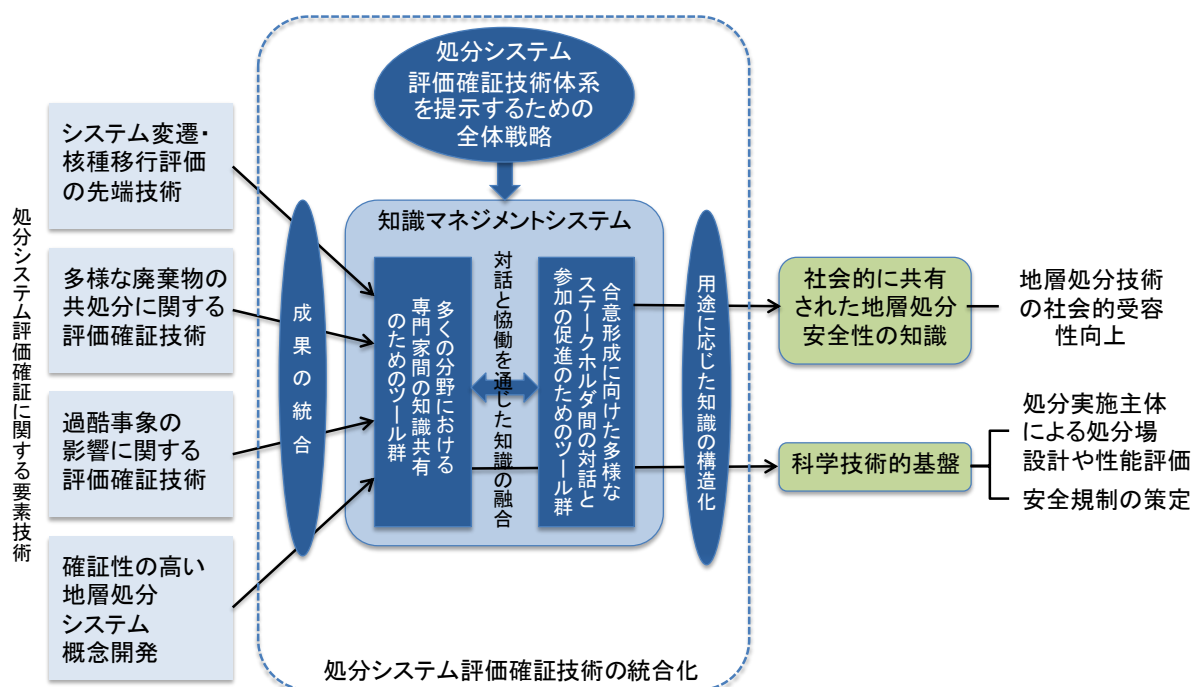 処分システム
評価確証技術体系
を提示するための
全体戦略
処分システム評価確証に関する要素技術
システム変遷・
核種移行評価
の先端技術
多様な廃棄物の
共処分に関する
評価確証技術
過酷事象の
影響に関する
評価確証技術
確証性の高い
地層処分
システム
概念開発
成果の統合
知識マネジメントシステム
多くの分野における
専門家間の知識共有
のためのツール群
対話と協働を通じた知識の融合
合意形成に向けた多様な
ステークホルダ間の対話と
参加の促進のためのツール群
用途に応じた知識の構造化
社会的に共有
された地層処分
安全性の知識
地層処分技術
の社会的受容
性向上
科学技術的基盤
処分実施主体
による処分場
設計や性能評価
安全規制の策定
処分システム評価確証技術の統合化